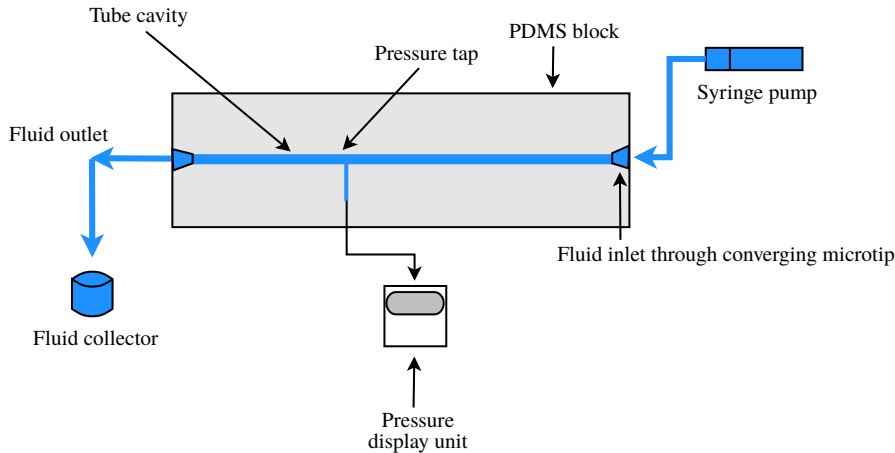 Tube cavity
Pressure tap
PDMS block
Syringe pump
Fluid outlet
Fluid inlet through converging microtip
Fluid collector
Pressure
display unit